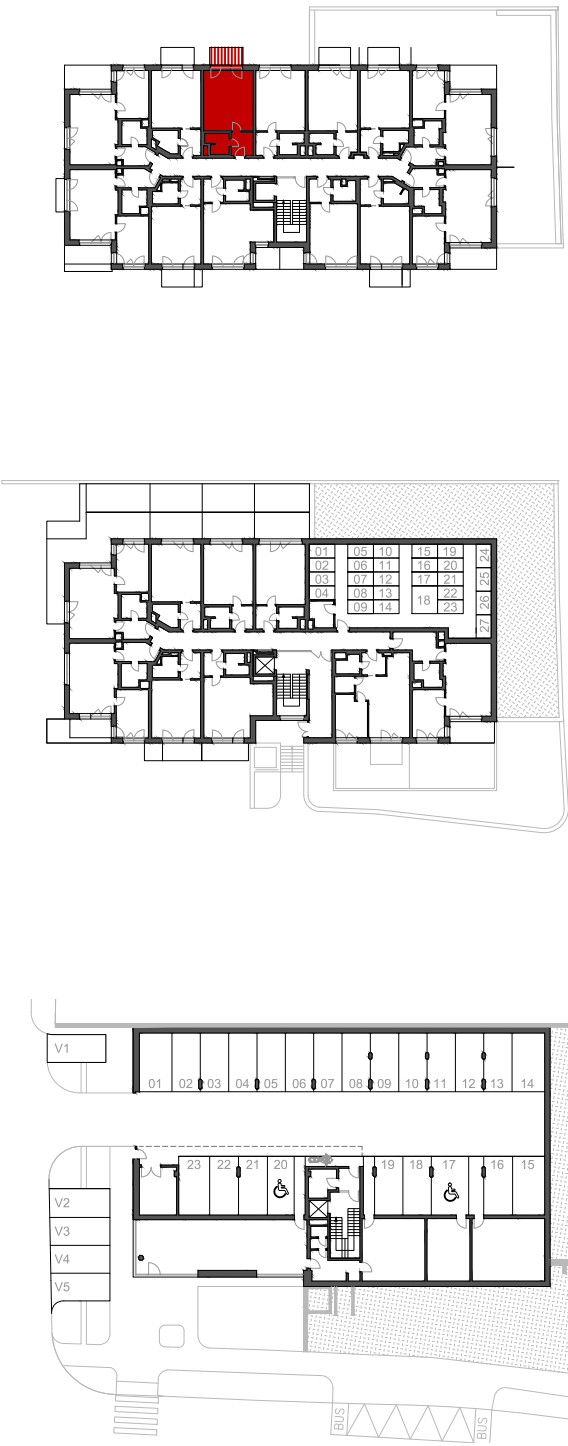 01 05 10 15 19 24
02 06 11 16 20
03 07 12 17 21 25
04 08 13 18 22 26
09 14 23 27
V1
01 02 03 04 05 06 07 08 09 10 11 12 13 14
23 22 21 20 19 18 17 16 15
V2
V3
V4
V5
BUS BUS